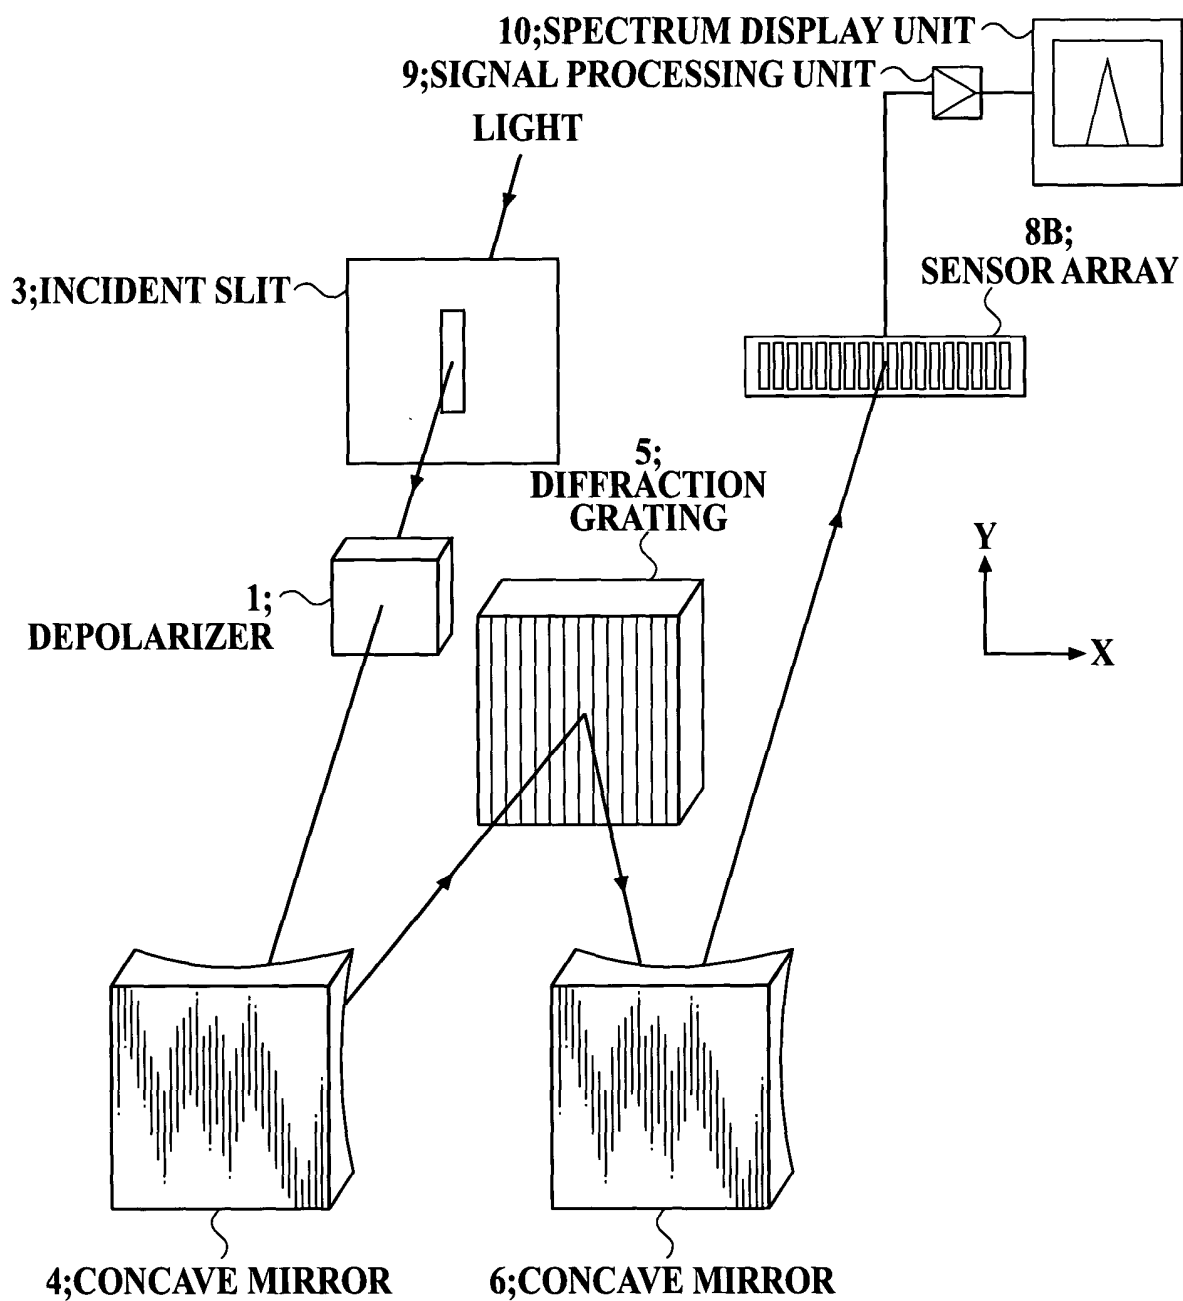 10;SPECTRUM DISPLAY UNIT
9;SIGNAL PROCESSING UNIT
LIGHT
8B;
SENSOR ARRAY
3;INCIDENT SLIT
5;
DIFFRACTION
GRATING
Y
X
1;
DEPOLARIZER
4;CONCAVE MIRROR
6;CONCAVE MIRROR